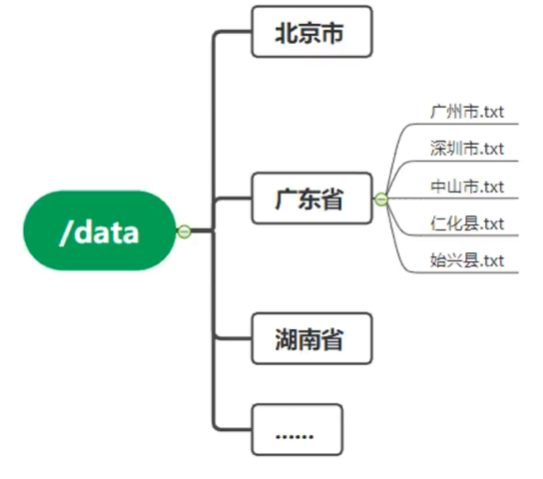 /data
北京市
广东省
广州市.txt
深圳市.txt
中山市.txt
仁化县.txt
始兴县.txt
湖南省
……